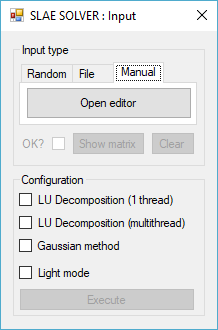 SLAE SOLVER : Input
Input type
Random File Manual
Open editor
OK? Show matrix Clear
Configuration
LU Decomposition (1 thread)
LU Decomposition (multithread)
Gaussian method
Light mode
Execute